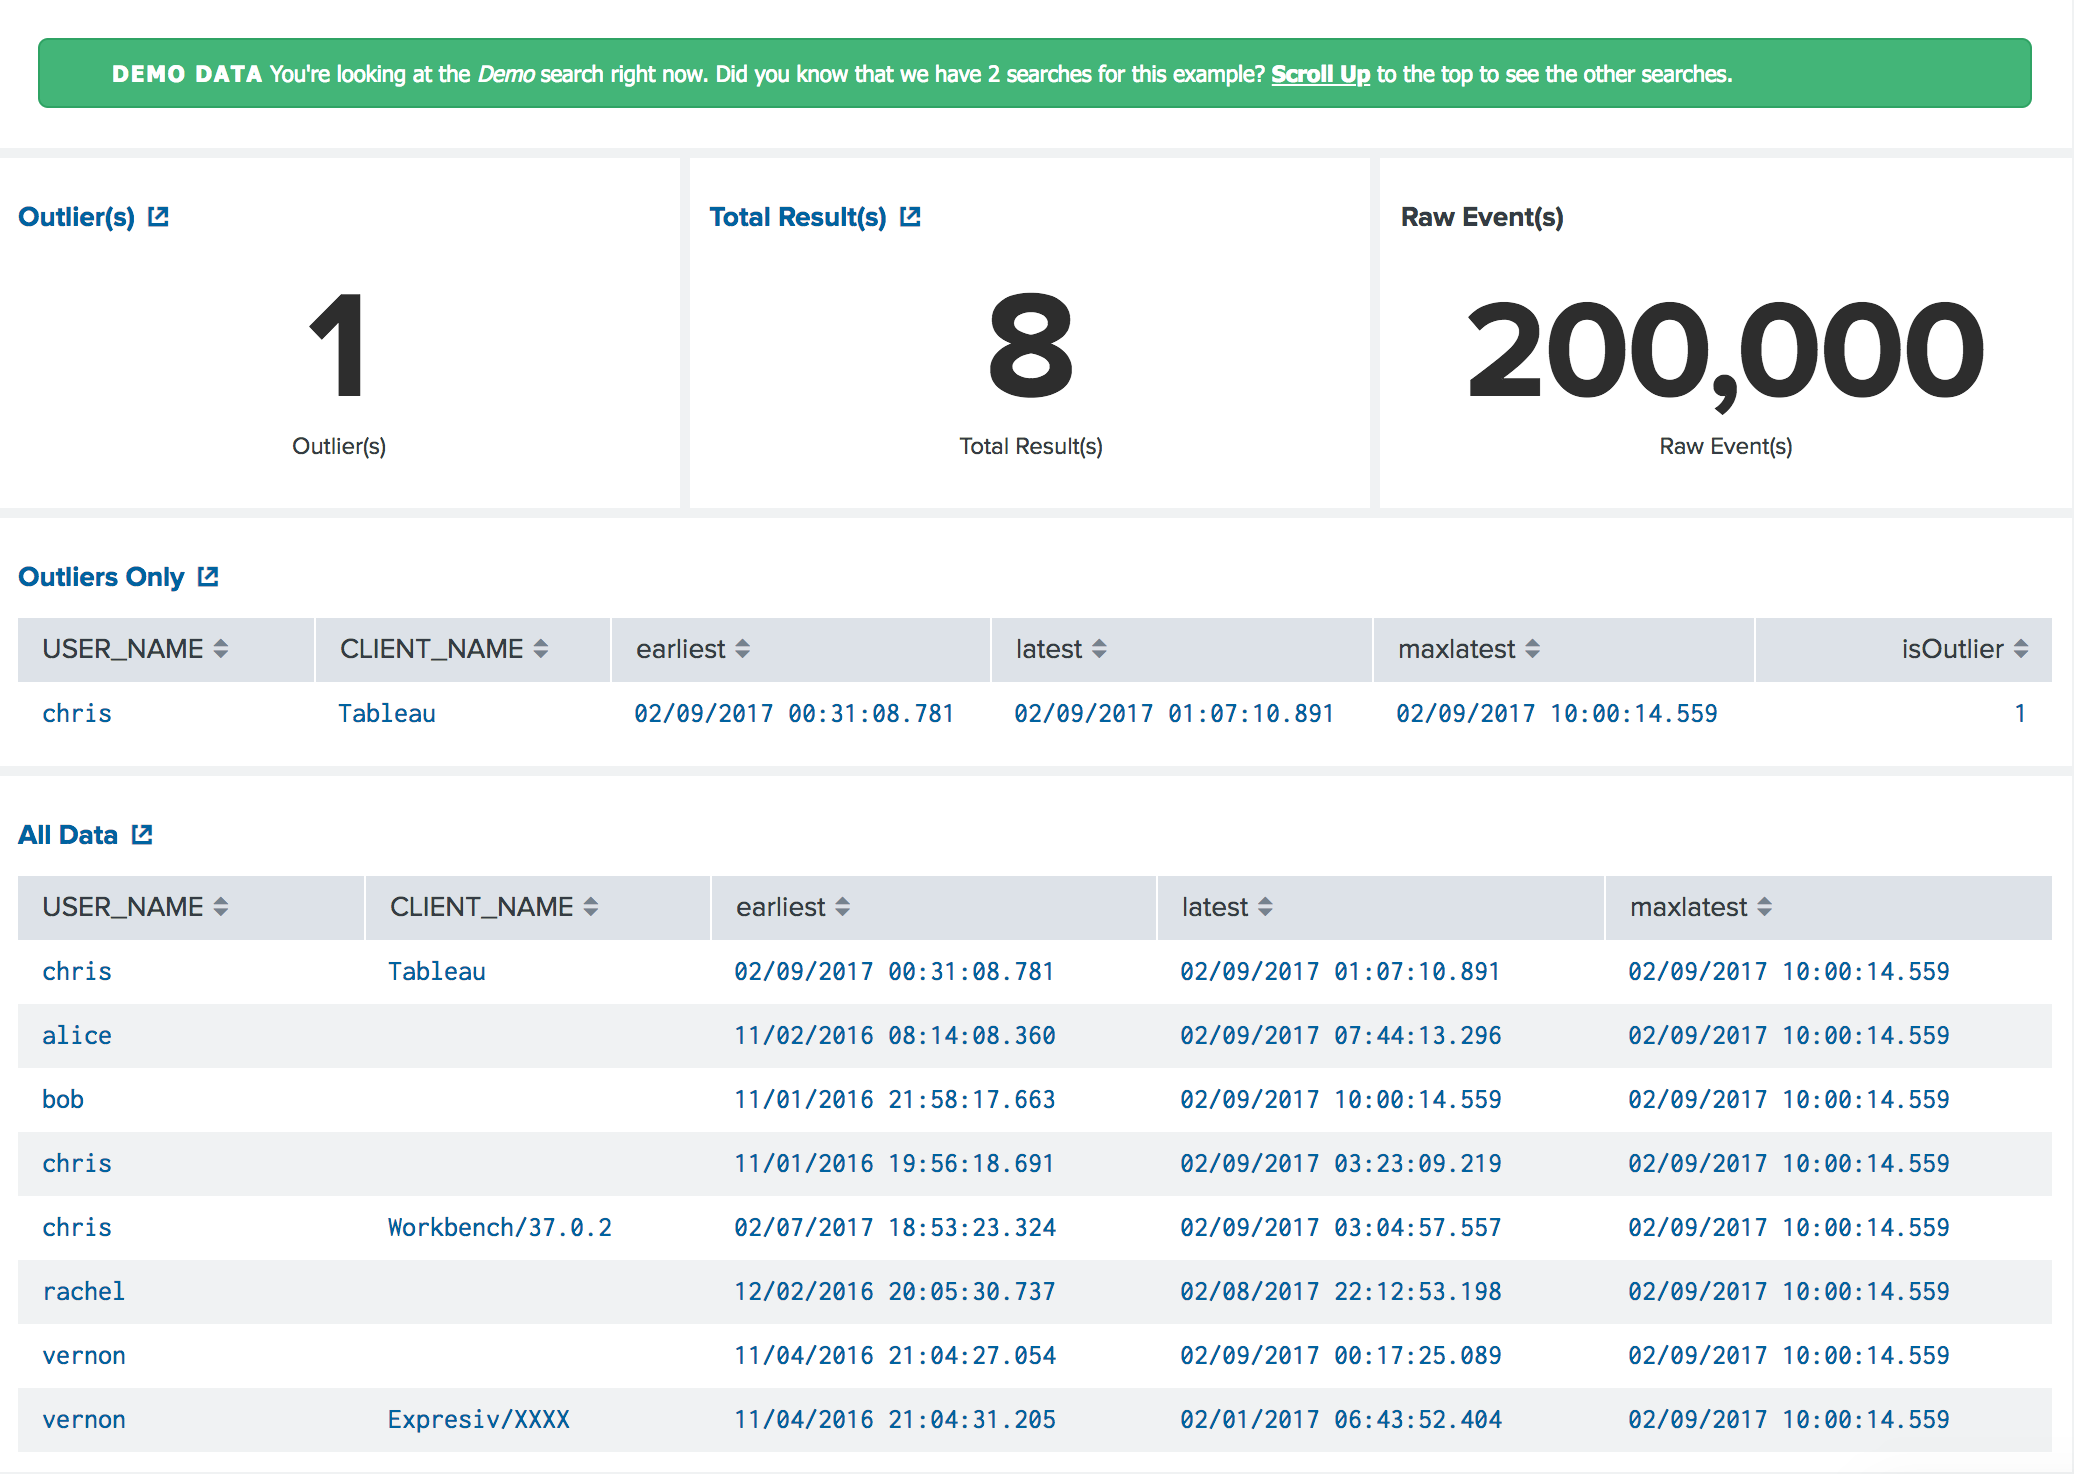 DEMO DATA You're looking at the Demo search right now. Did you know that we have 2 searches for this example? Scroll Up to the top to see the other searches.
Outlier(s)
1
Outlier(s)
Total Result(s)
8
Total Result(s)
Raw Event(s)
200,000
Raw Event(s)
Outliers Only
USER_NAME CLIENT_NAME earliest latest maxlatest isOutlier
chris Tableau 02/09/2017 00:31:08.781 02/09/2017 01:07:10.891 02/09/2017 10:00:14.559 1
All Data
USER_NAME CLIENT_NAME earliest latest maxlatest
chris Tableau 02/09/2017 00:31:08.781 02/09/2017 01:07:10.891 02/09/2017 10:00:14.559
alice 11/02/2016 08:14:08.360 02/09/2017 07:44:13.296 02/09/2017 10:00:14.559
bob 11/01/2016 21:58:17.663 02/09/2017 10:00:14.559 02/09/2017 10:00:14.559
chris 11/01/2016 19:56:18.691 02/09/2017 03:23:09.219 02/09/2017 10:00:14.559
chris Workbench/37.0.2 02/07/2017 18:53:23.324 02/09/2017 03:04:57.557 02/09/2017 10:00:14.559
rachel 12/02/2016 20:05:30.737 02/08/2017 22:12:53.198 02/09/2017 10:00:14.559
vernon 11/04/2016 21:04:27.054 02/09/2017 00:17:25.089 02/09/2017 10:00:14.559
vernon Expresiv/XXXX 11/04/2016 21:04:31.205 02/01/2017 06:43:52.404 02/09/2017 10:00:14.559